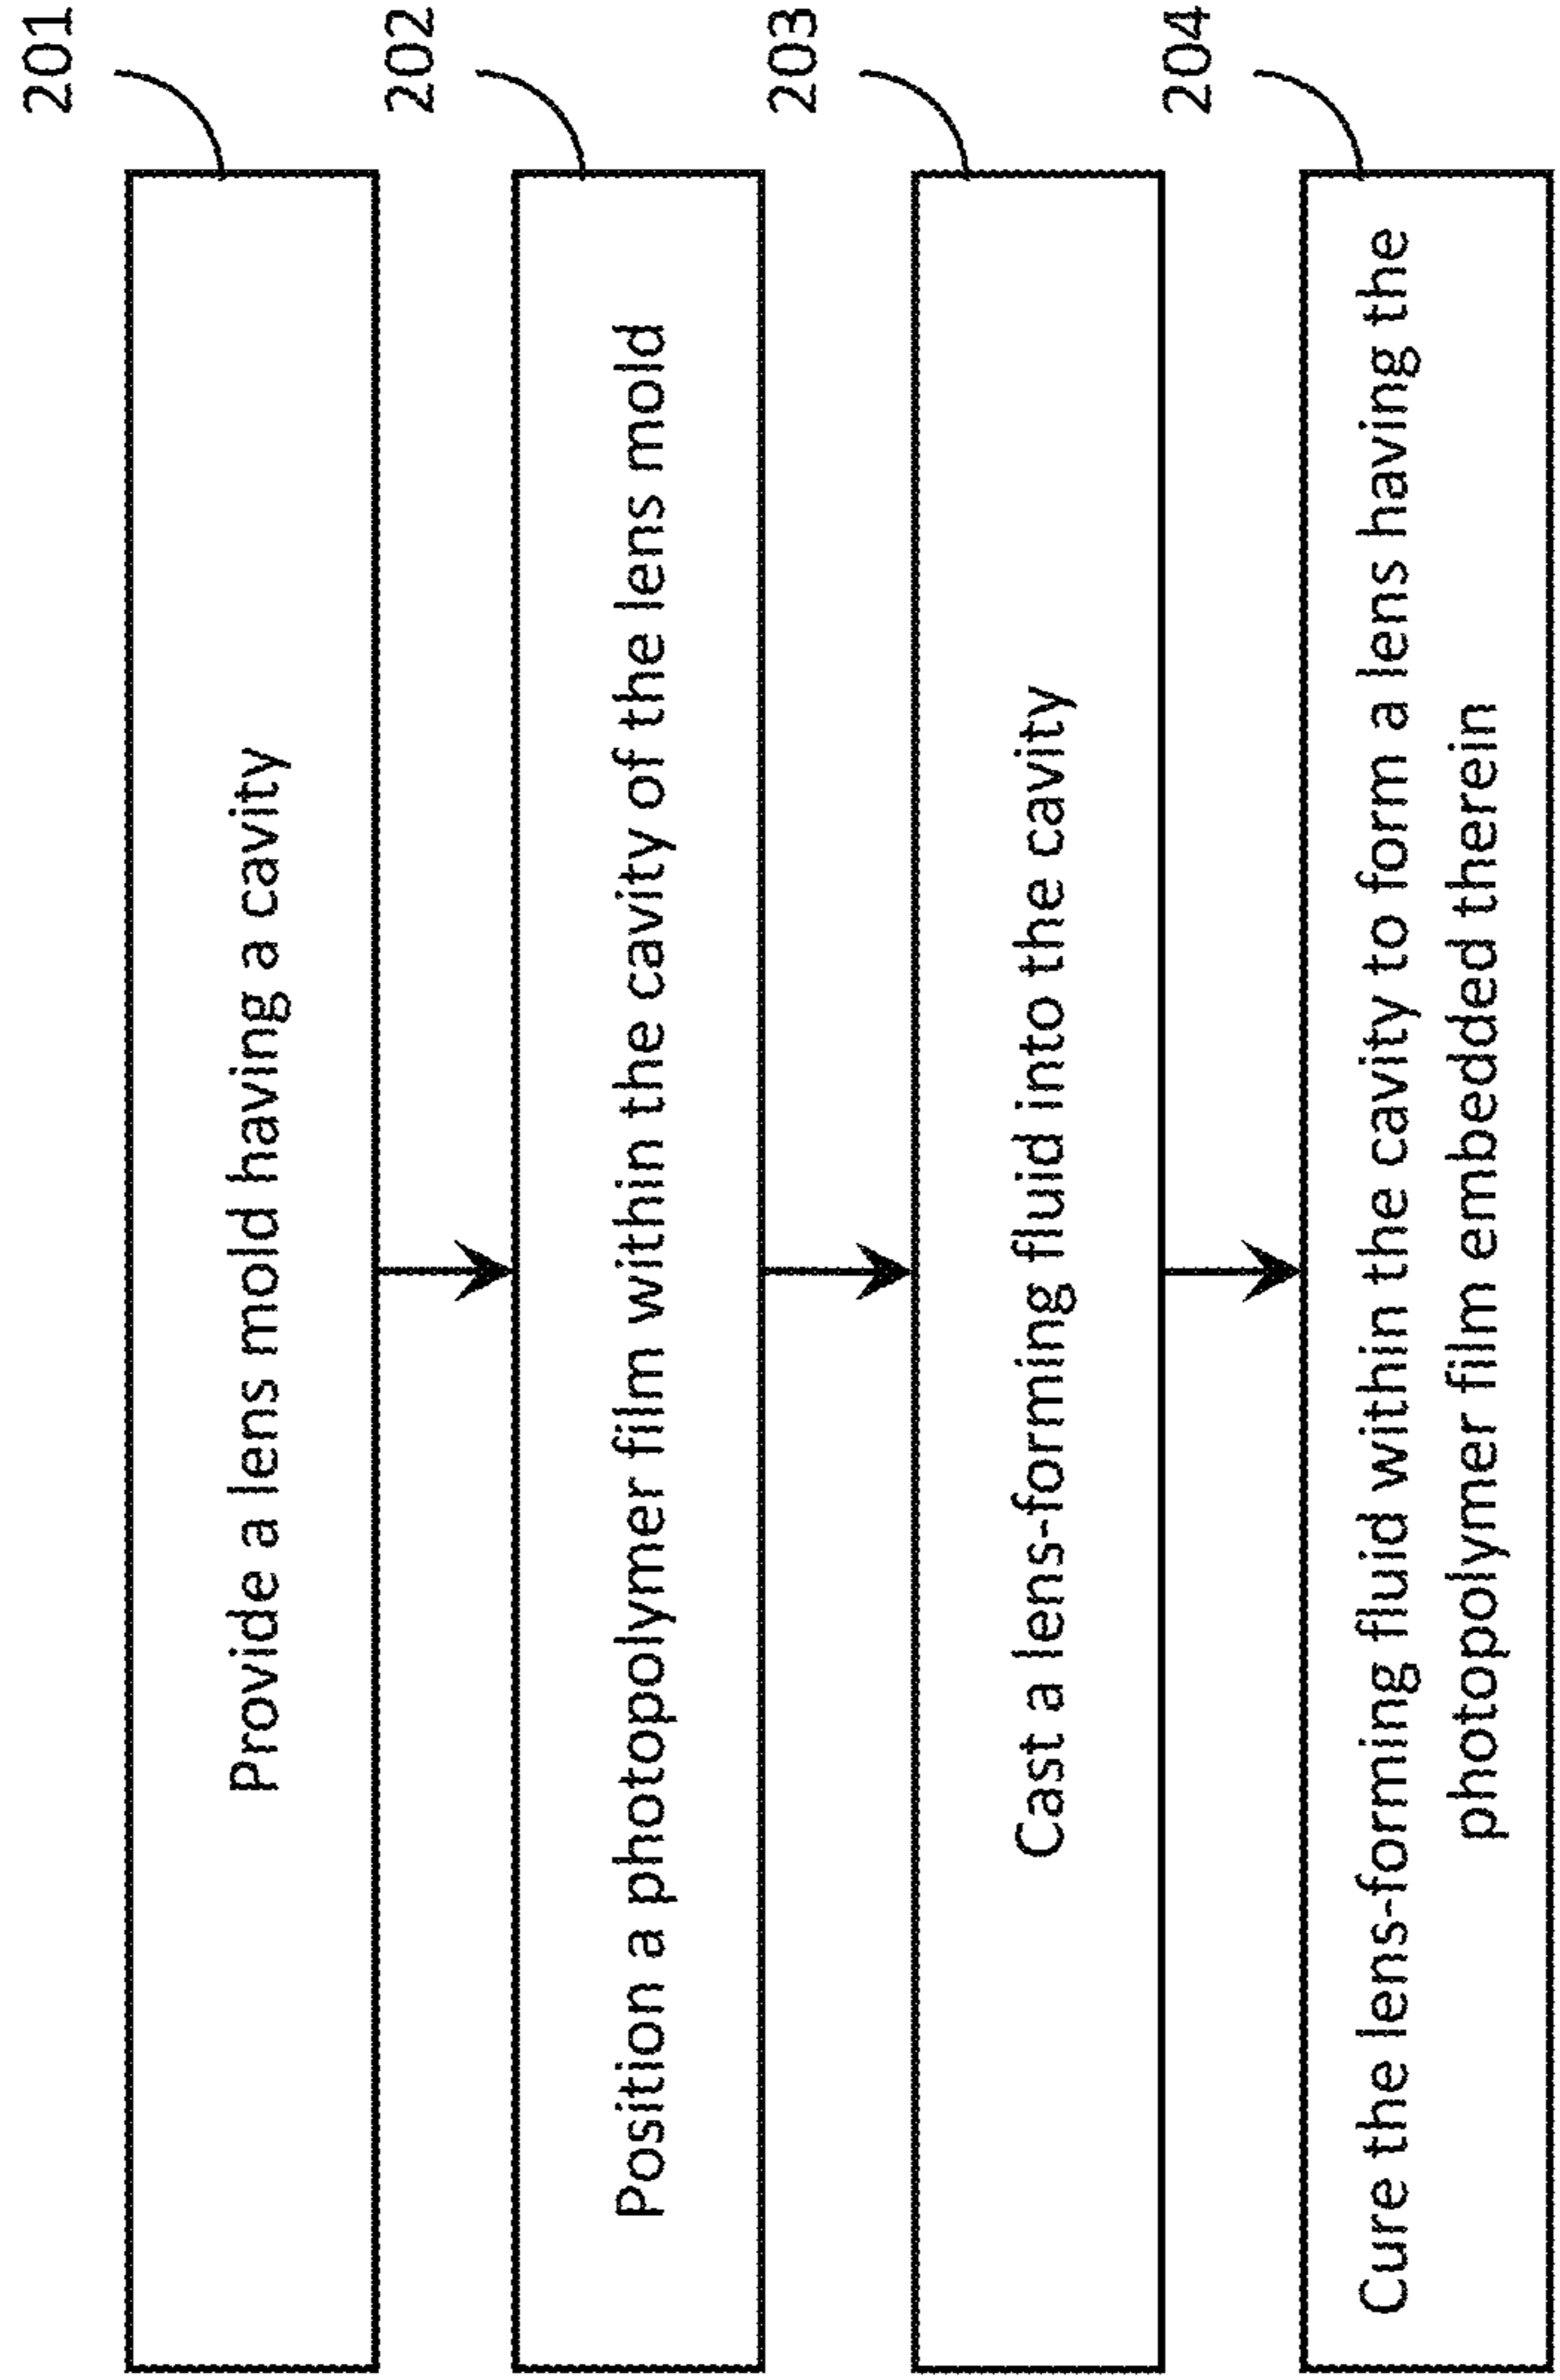 201
Provide a lens mold having a cavity
202
Position a photopolymer film within the cavity of the lens mold
203
Cast a lens-forming fluid into the cavity
204
Cure the lens-forming fluid within the cavity to form a lens having the
photopolymer film embedded therein